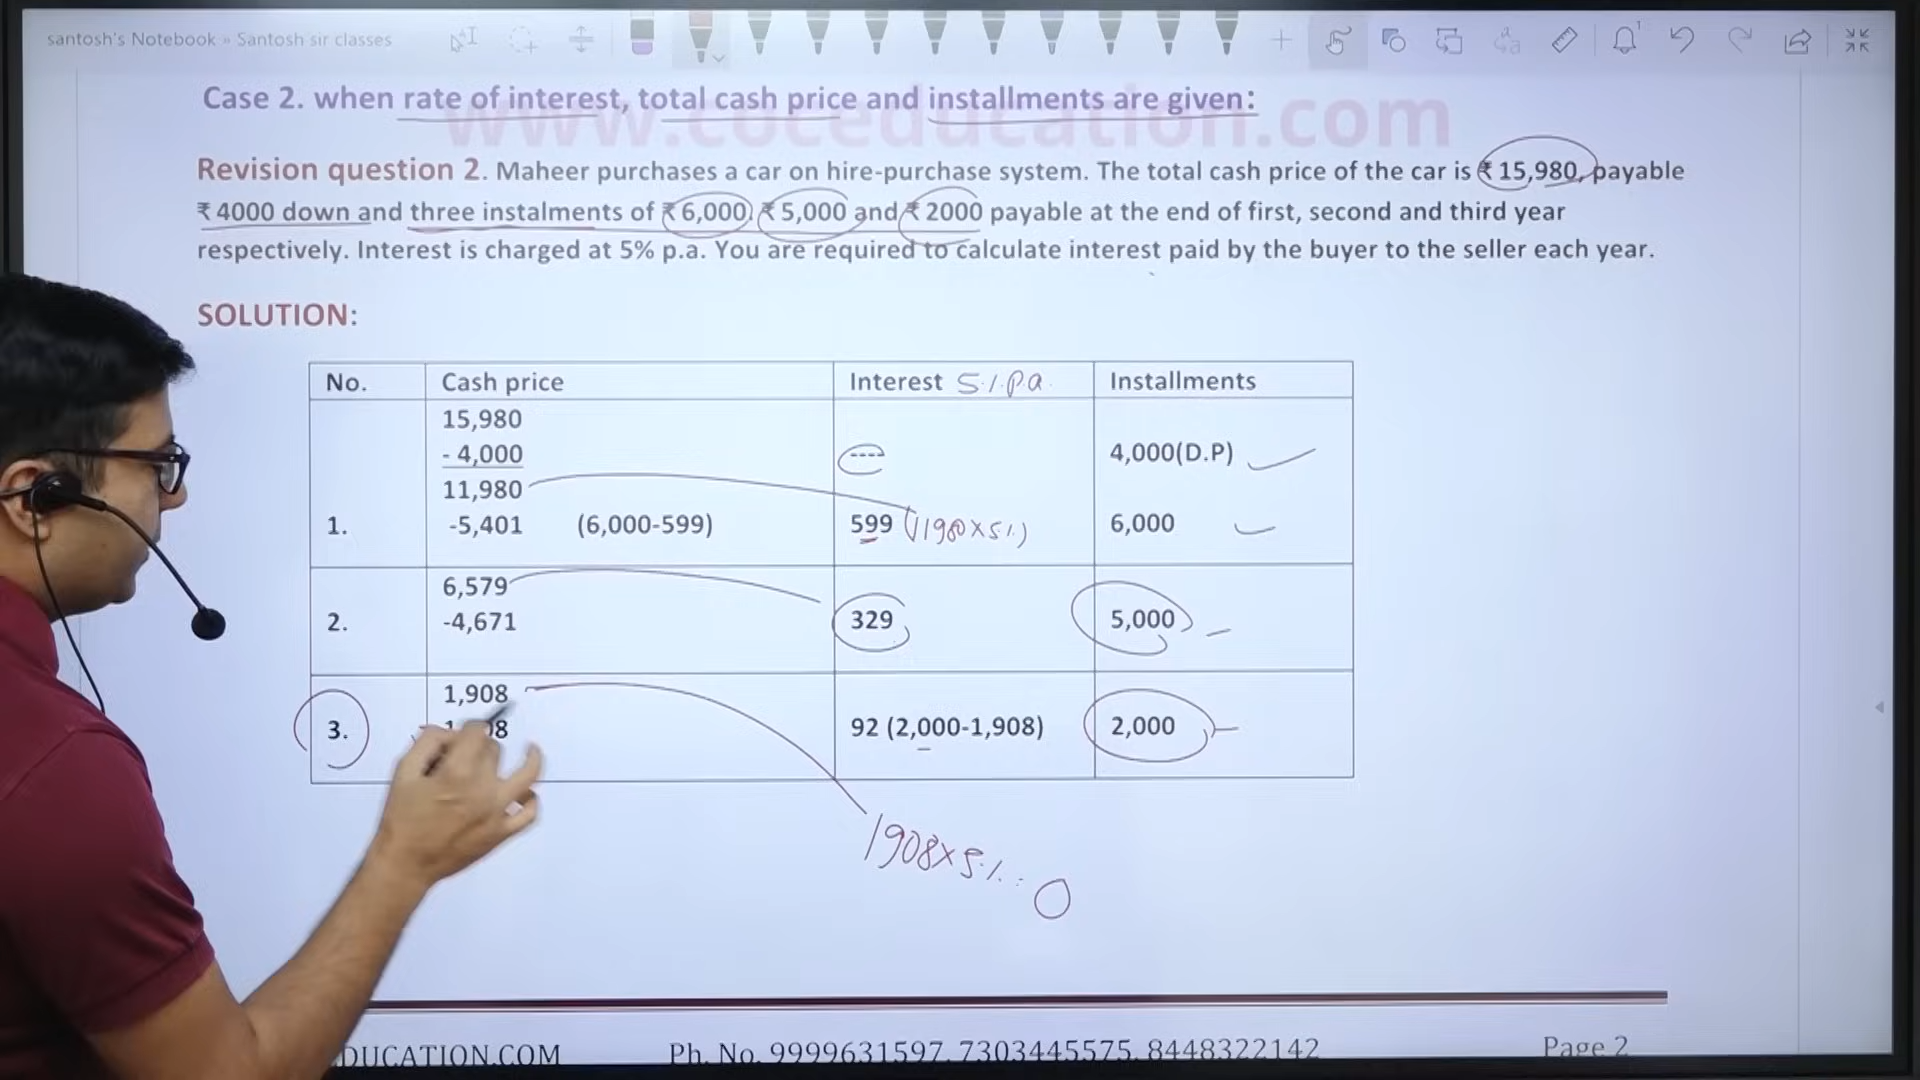 santosh's Notebook » Santosh sir classes
Case 2. when rate of interest, total cash price and installments are given:
www.coceducation.com
Revision question 2. Maheer purchases a car on hire-purchase system. The total cash price of the car is ₹ 15,980, payable
₹ 4000 down and three instalments of ₹ 6,000, ₹ 5,000 and ₹ 2000 payable at the end of first, second and third year
respectively. Interest is charged at 5% p.a. You are required to calculate interest paid by the buyer to the seller each year.
SOLUTION:
No. Cash price Interest 5% p.a. Installments
15,980
- 4,000 ---- 4,000(D.P)
11,980
1. -5,401 (6,000-599) 599 (11980×5%) 6,000
6,579
2. -4,671 329 5,000
1,908
3. 92 (2,000-1,908) 2,000
1908×5%
DUCATION.COM Ph. No. 9999631597, 7303445575, 8448322142 Page 2